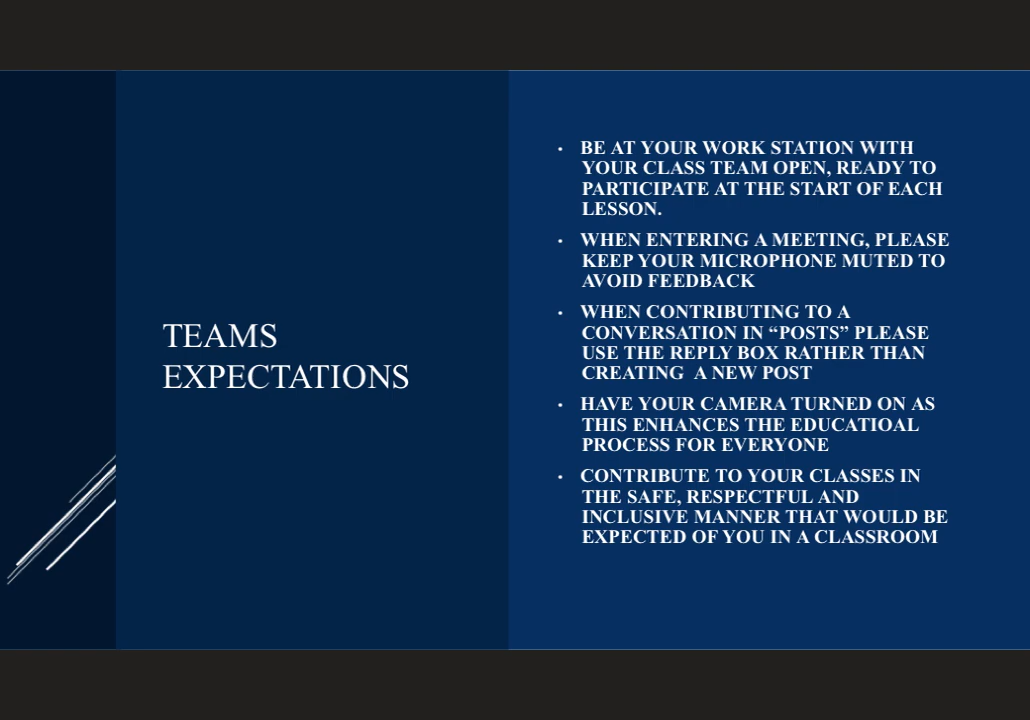 TEAMS
EXPECTATIONS
• BE AT YOUR WORK STATION WITH
YOUR CLASS TEAM OPEN, READY TO
PARTICIPATE AT THE START OF EACH
LESSON.
• WHEN ENTERING A MEETING, PLEASE
KEEP YOUR MICROPHONE MUTED TO
AVOID FEEDBACK
• WHEN CONTRIBUTING TO A
CONVERSATION IN “POSTS” PLEASE
USE THE REPLY BOX RATHER THAN
CREATING  A NEW POST
• HAVE YOUR CAMERA TURNED ON AS
THIS ENHANCES THE EDUCATIOAL
PROCESS FOR EVERYONE
• CONTRIBUTE TO YOUR CLASSES IN
THE SAFE, RESPECTFUL AND
INCLUSIVE MANNER THAT WOULD BE
EXPECTED OF YOU IN A CLASSROOM